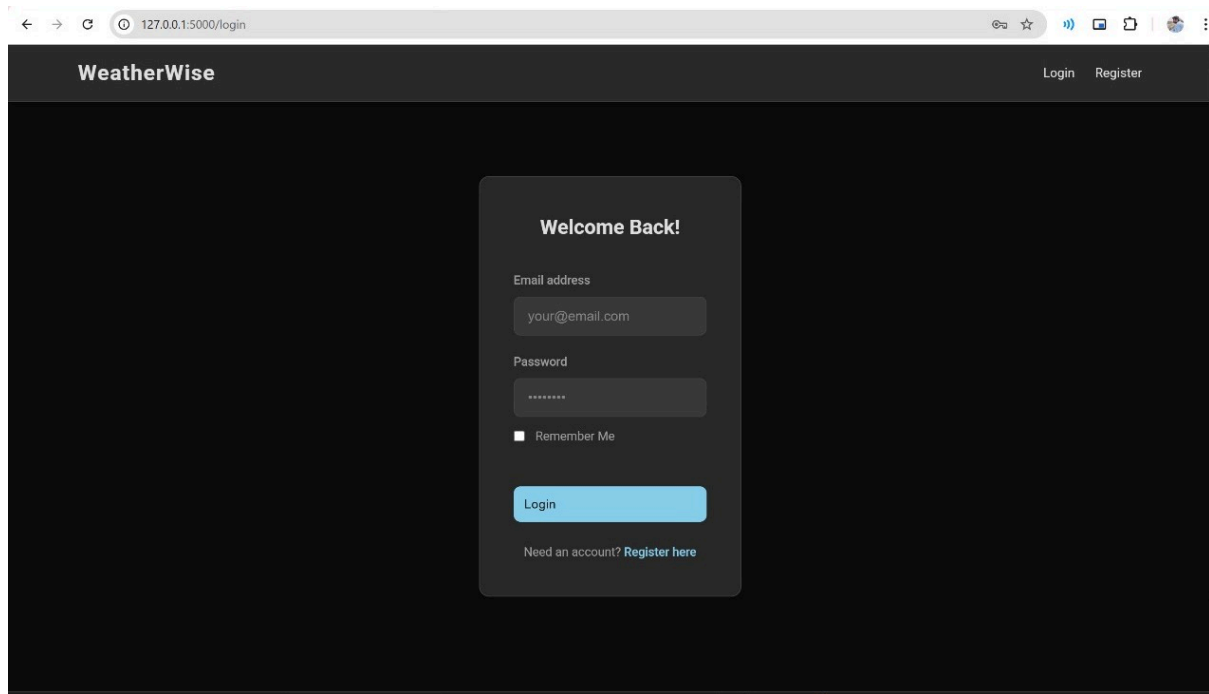 127.0.0.1:5000/login
WeatherWise
Login Register
Welcome Back!
Email address
your@email.com
Password
••••••••
Remember Me
Login
Need an account? Register here